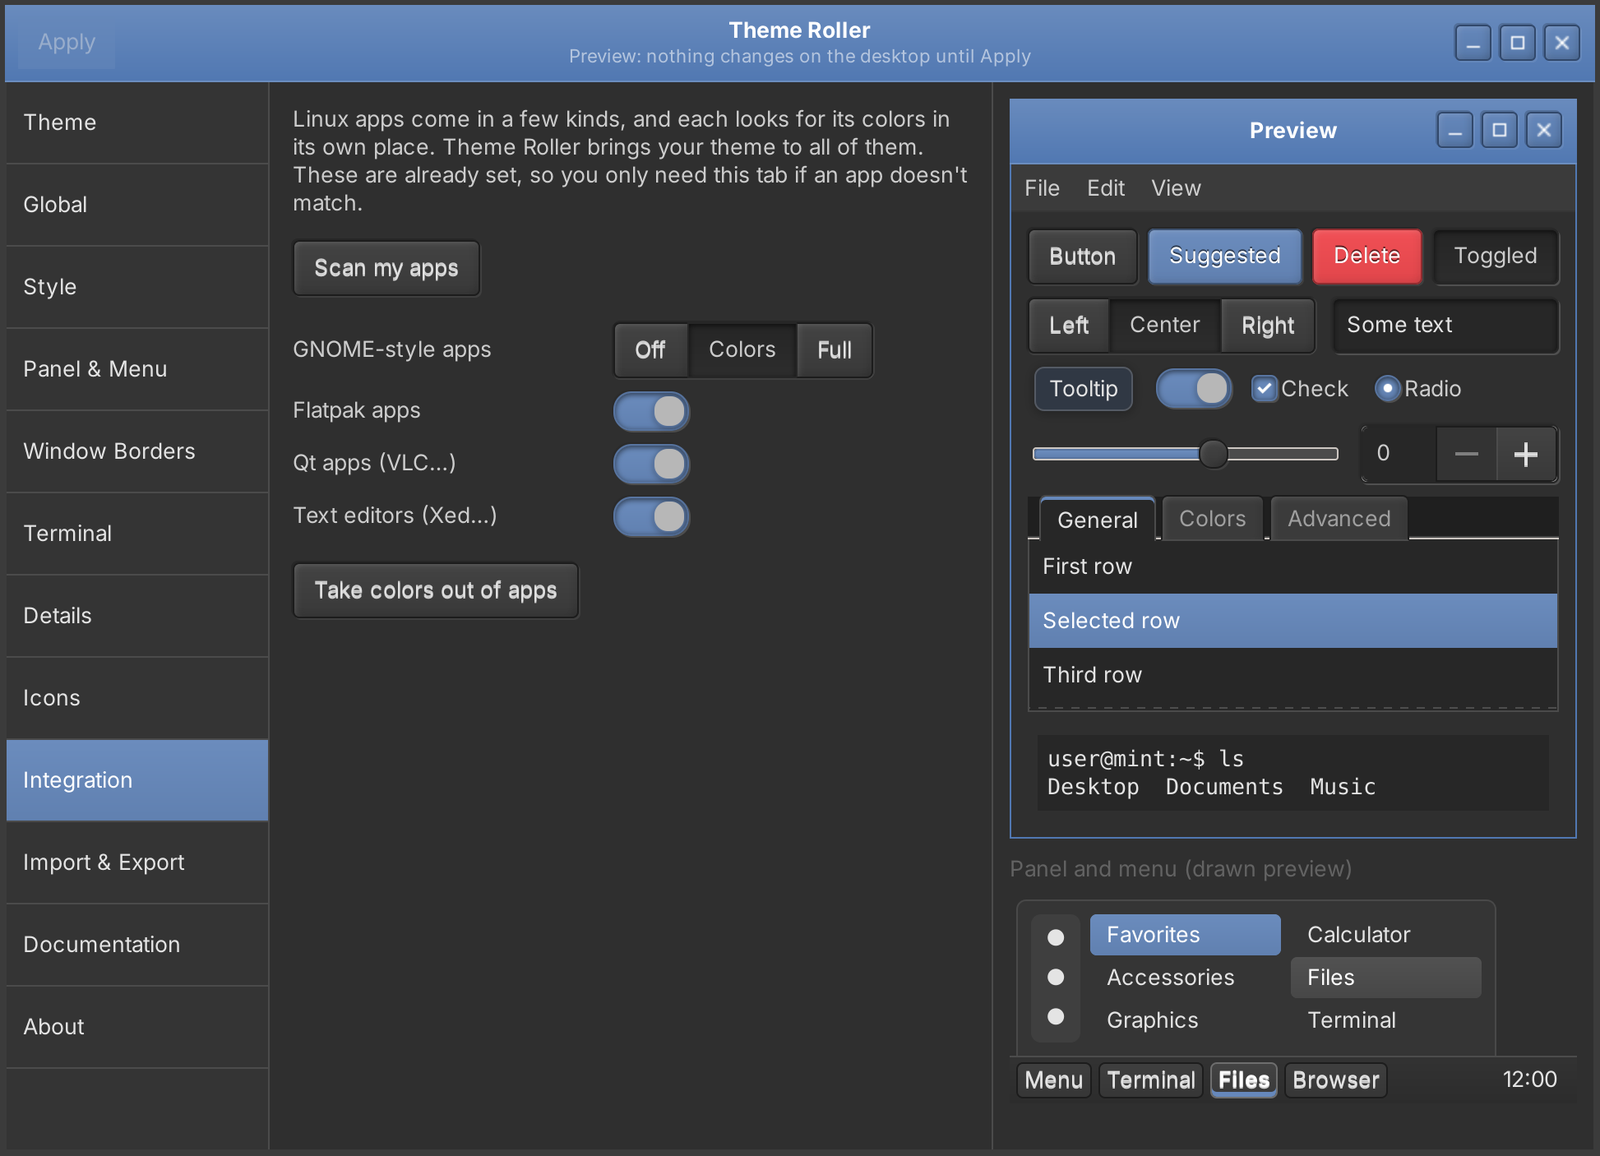 Apply
Theme Roller
Preview: nothing changes on the desktop until Apply
Theme
Global
Style
Panel & Menu
Window Borders
Terminal
Details
Icons
Integration
Import & Export
Documentation
About
Linux apps come in a few kinds, and each looks for its colors in
its own place. Theme Roller brings your theme to all of them.
These are already set, so you only need this tab if an app doesn't
match.
Scan my apps
GNOME-style apps Off Colors Full
Flatpak apps
Qt apps (VLC...)
Text editors (Xed...)
Take colors out of apps
Preview
File Edit View
Button Suggested Delete Toggled
Left Center Right Some text
Tooltip Check Radio
0
General Colors Advanced
First row
Selected row
Third row
user@mint:~$ ls
Desktop Documents Music
Panel and menu (drawn preview)
Favorites Calculator
Accessories Files
Graphics Terminal
Menu Terminal Files Browser 12:00